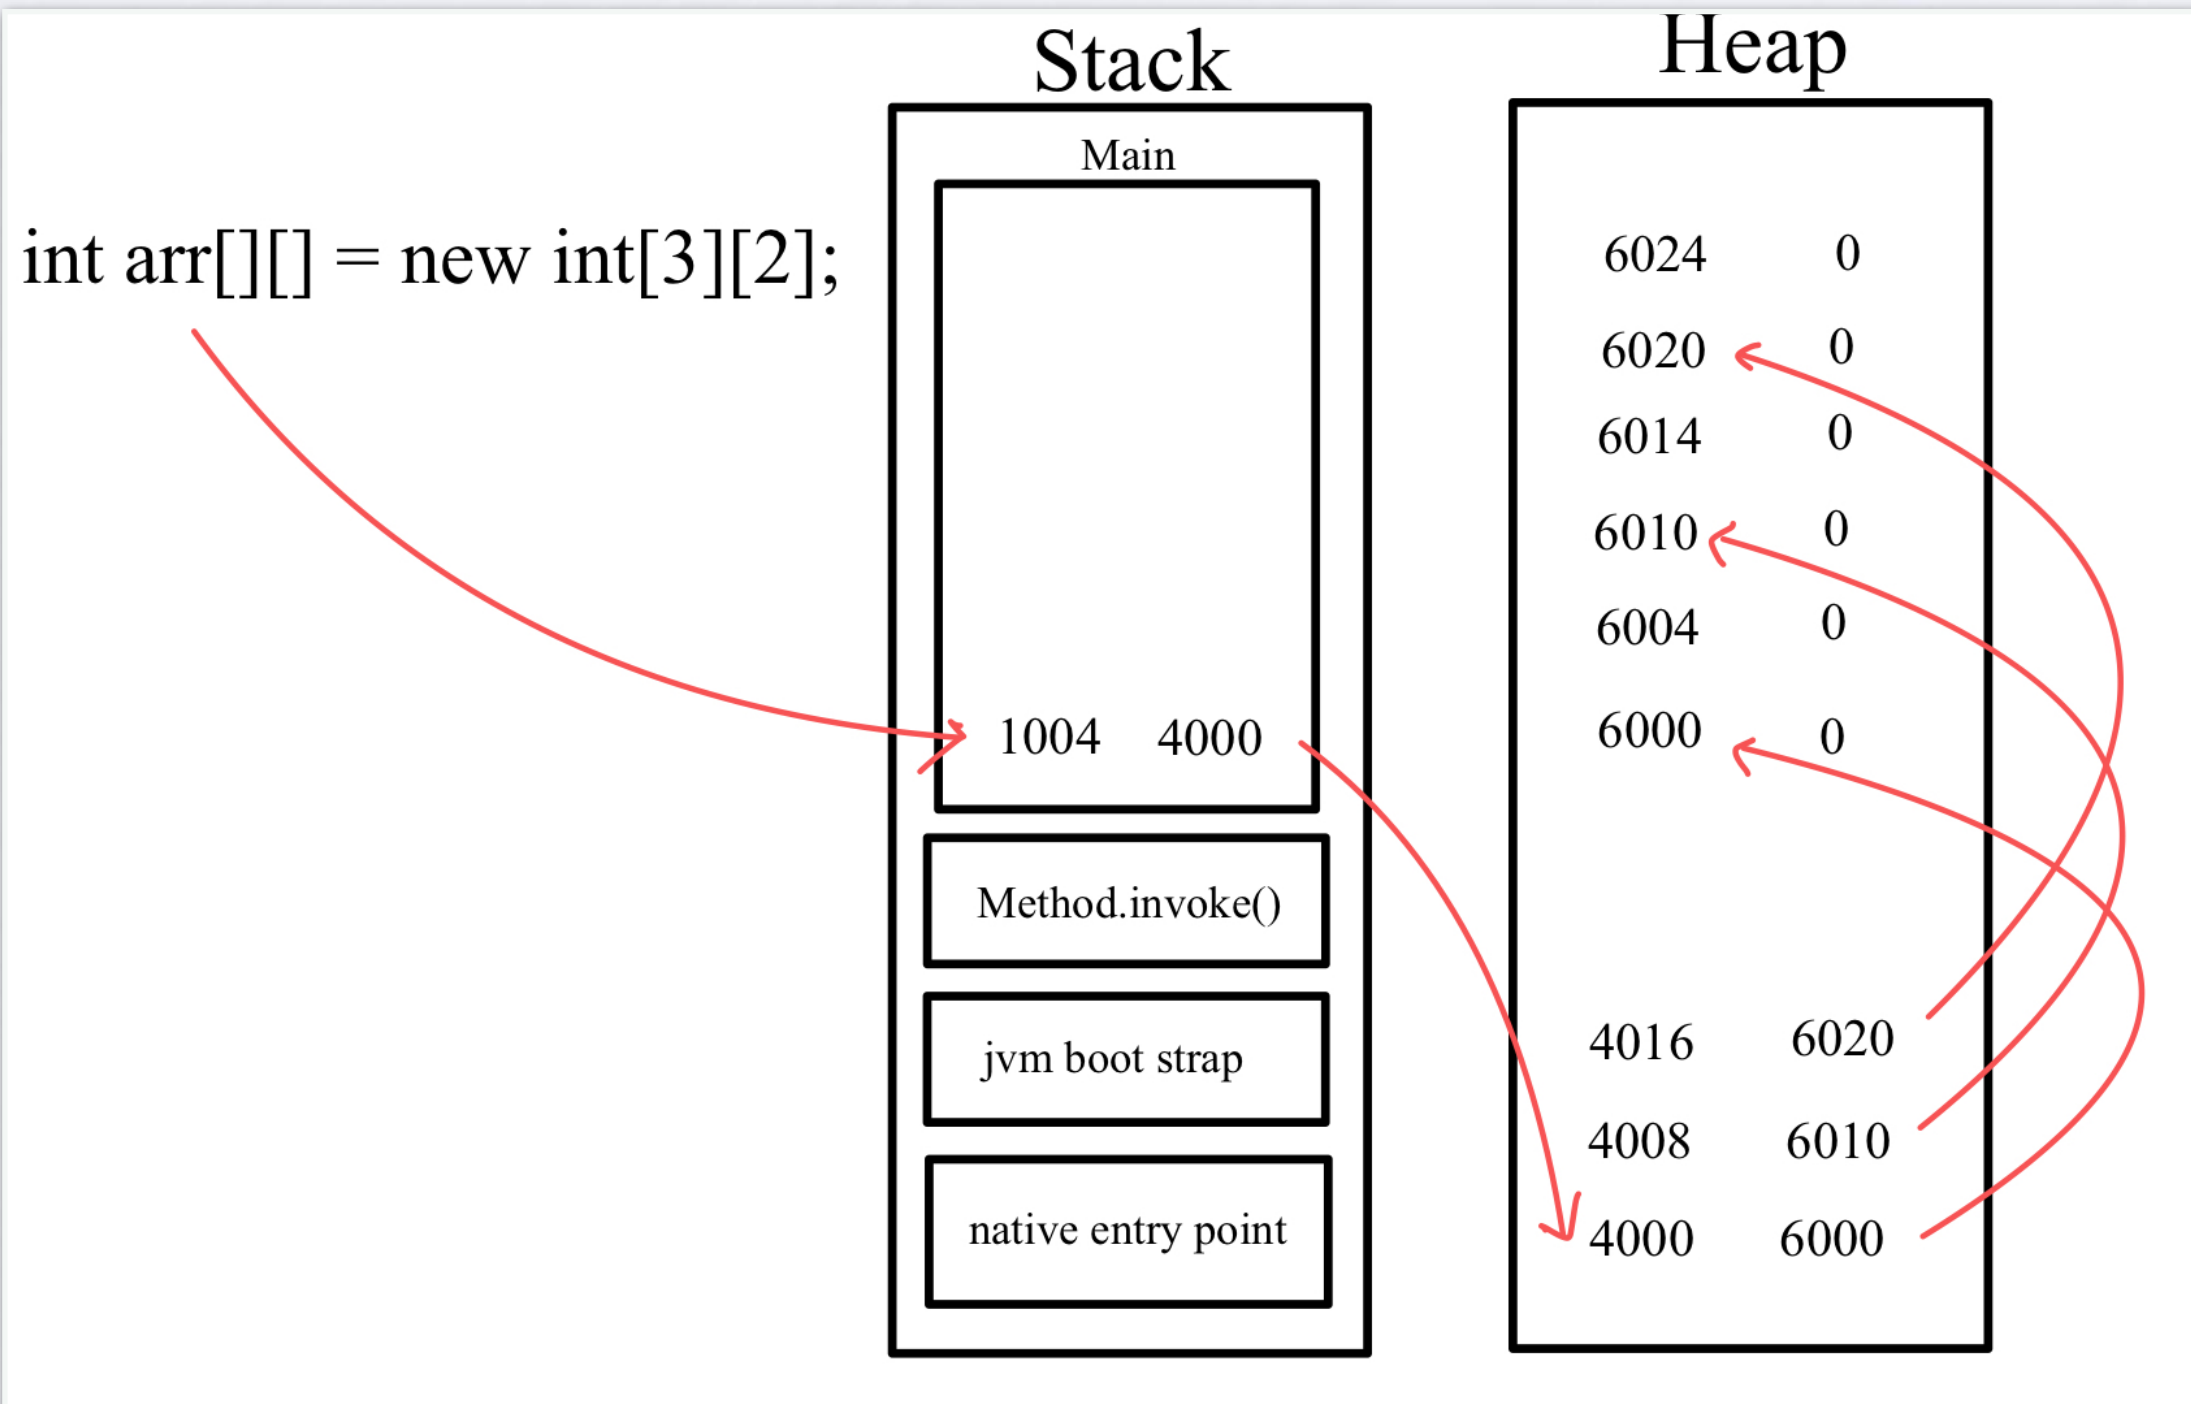 Stack
Heap
int arr[][] = new int[3][2];
Main
1004 4000
Method.invoke()
jvm boot strap
native entry point
6024 0
6020 0
6014 0
6010 0
6004 0
6000 0
4016 6020
4008 6010
4000 6000